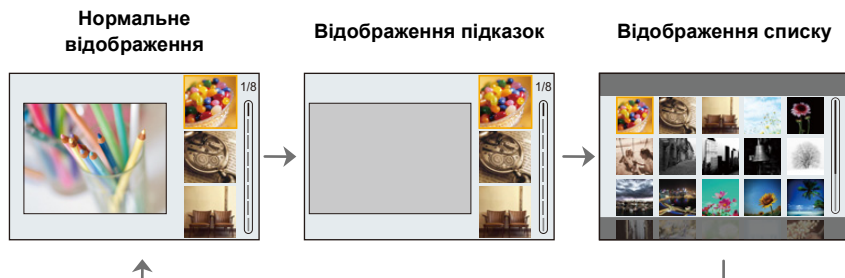 Нормальне
відображення
Відображення підказок
Відображення списку
1/8
1/8